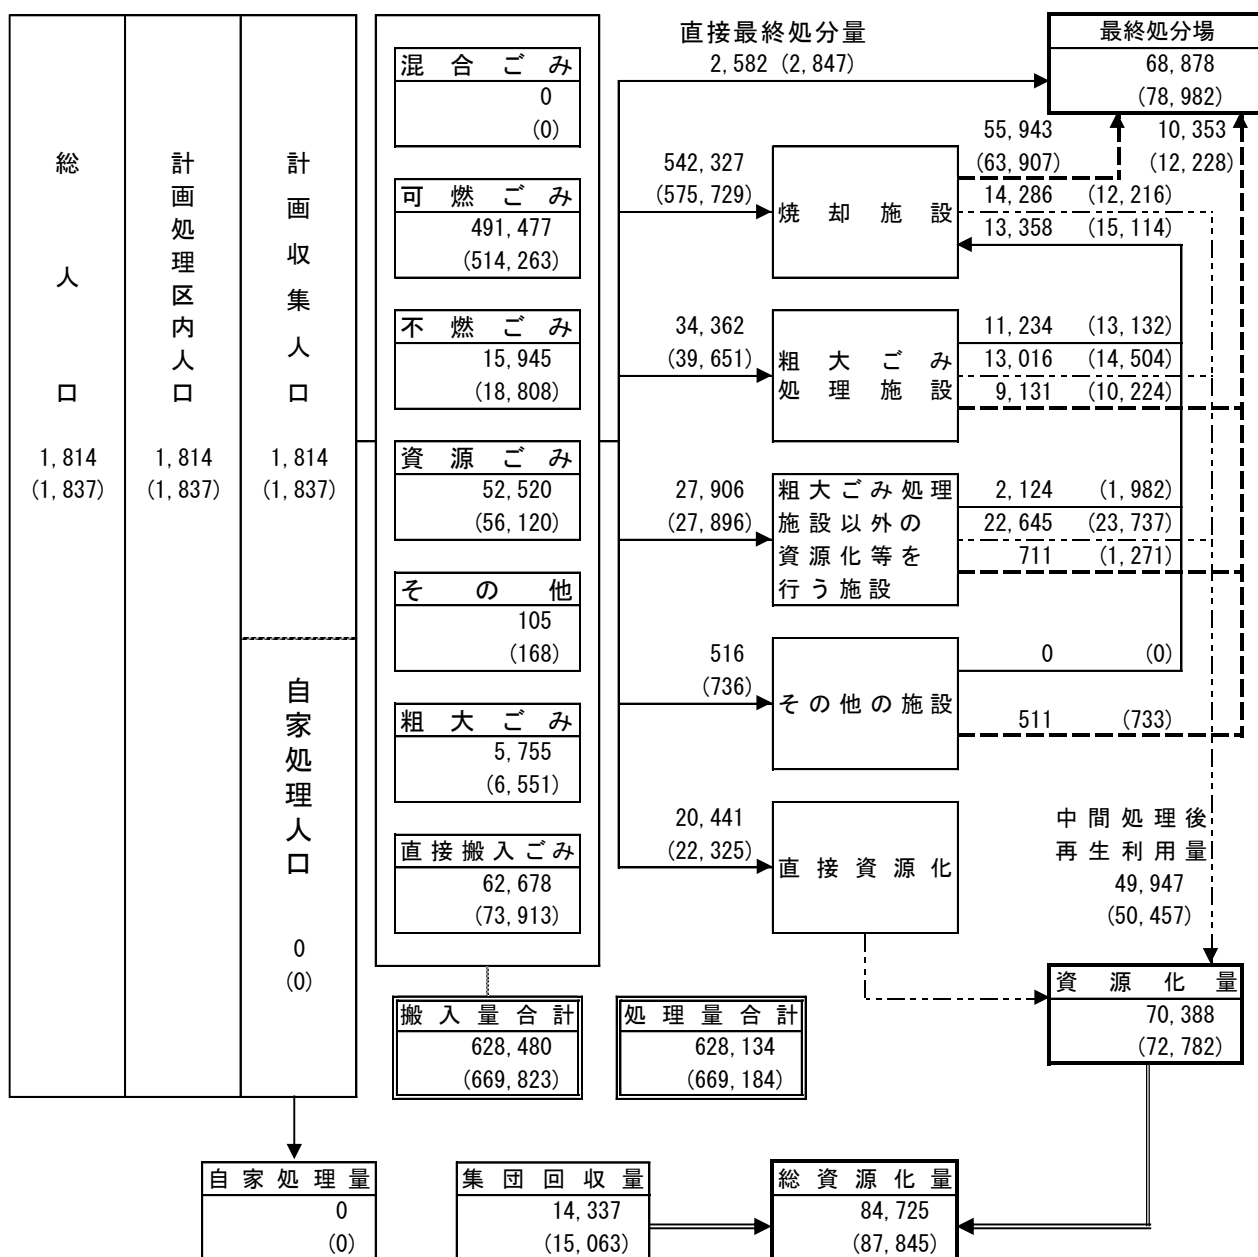 総人口
1,814
(1,837)
計画処理区内人口
1,814
(1,837)
計画収集人口
1,814
(1,837)
自家処理人口
0
(0)
混合ごみ
0
(0)
可燃ごみ
491,477
(514,263)
不燃ごみ
15,945
(18,808)
資源ごみ
52,520
(56,120)
その他
105
(168)
粗大ごみ
5,755
(6,551)
直接搬入ごみ
62,678
(73,913)
搬入量合計
628,480
(669,823)
処理量合計
628,134
(669,184)
直接最終処分量
2,582 (2,847)
最終処分場
68,878
(78,982)
542,327
(575,729)
焼却施設
55,943
(63,907)
10,353
(12,228)
14,286 (12,216)
13,358 (15,114)
34,362
(39,651)
粗大ごみ
処理施設
11,234 (13,132)
13,016 (14,504)
9,131 (10,224)
27,906
(27,896)
粗大ごみ処理
施設以外の
資源化等を
行う施設
2,124 (1,982)
22,645 (23,737)
711 (1,271)
516
(736)
その他の施設
0 (0)
511 (733)
20,441
(22,325)
直接資源化
中間処理後
再生利用量
49,947
(50,457)
資源化量
70,388
(72,782)
自家処理量
0
(0)
集団回収量
14,337
(15,063)
総資源化量
84,725
(87,845)